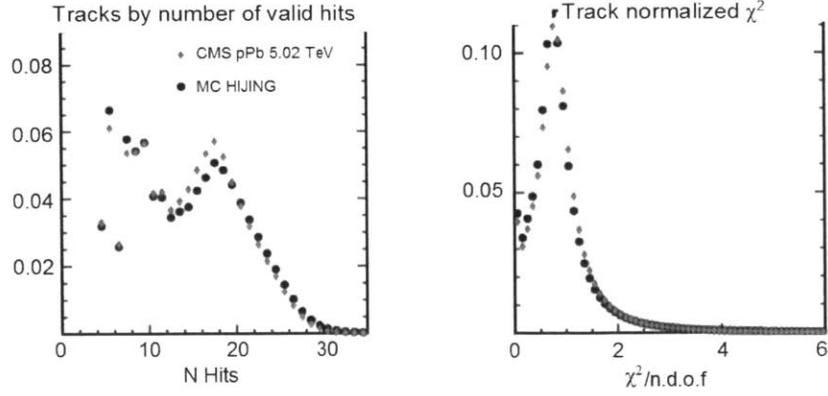 Tracks by number of valid hits
CMS pPb 5.02 TeV
MC HIJING
0.08
0.06
0.04
0.02
0 10 20 30
N Hits
Track normalized χ²
0.10
0.05
0 2 4 6
χ²/n.d.o.f